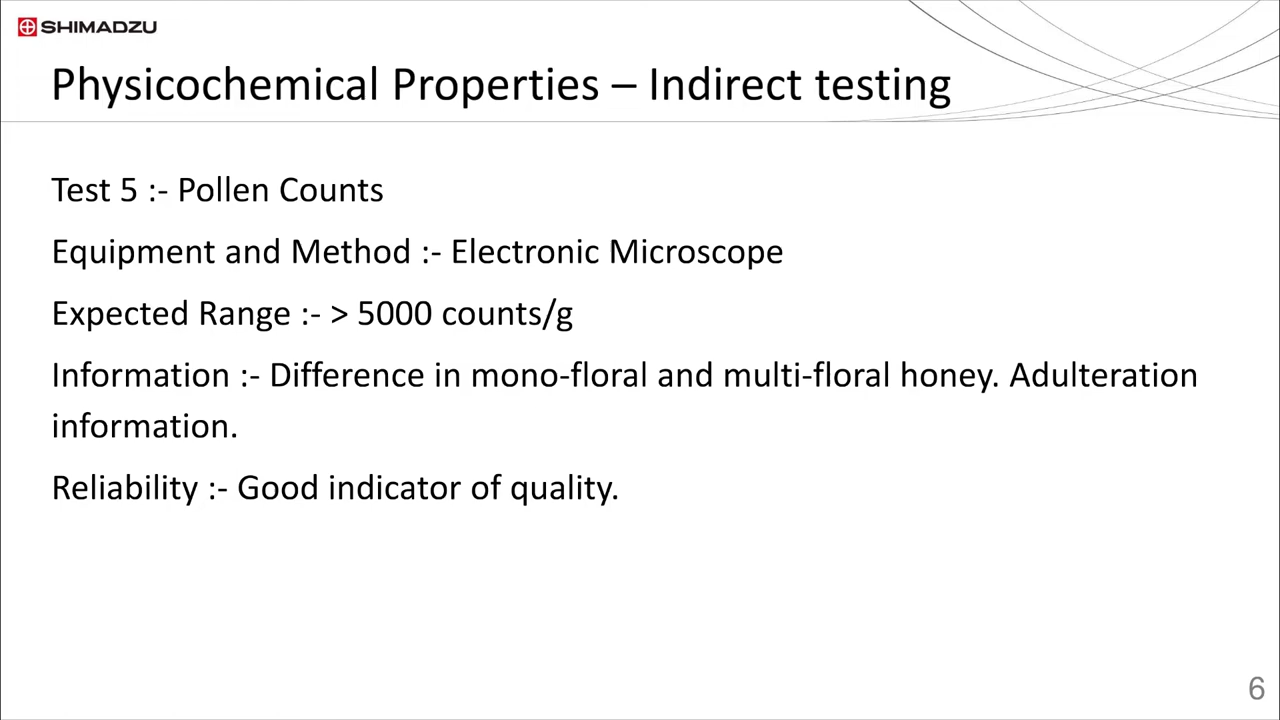 SHIMADZU
Physicochemical Properties – Indirect testing
Test 5 :- Pollen Counts
Equipment and Method :- Electronic Microscope
Expected Range :- > 5000 counts/g
Information :- Difference in mono-floral and multi-floral honey. Adulteration
information.
Reliability :- Good indicator of quality.
6